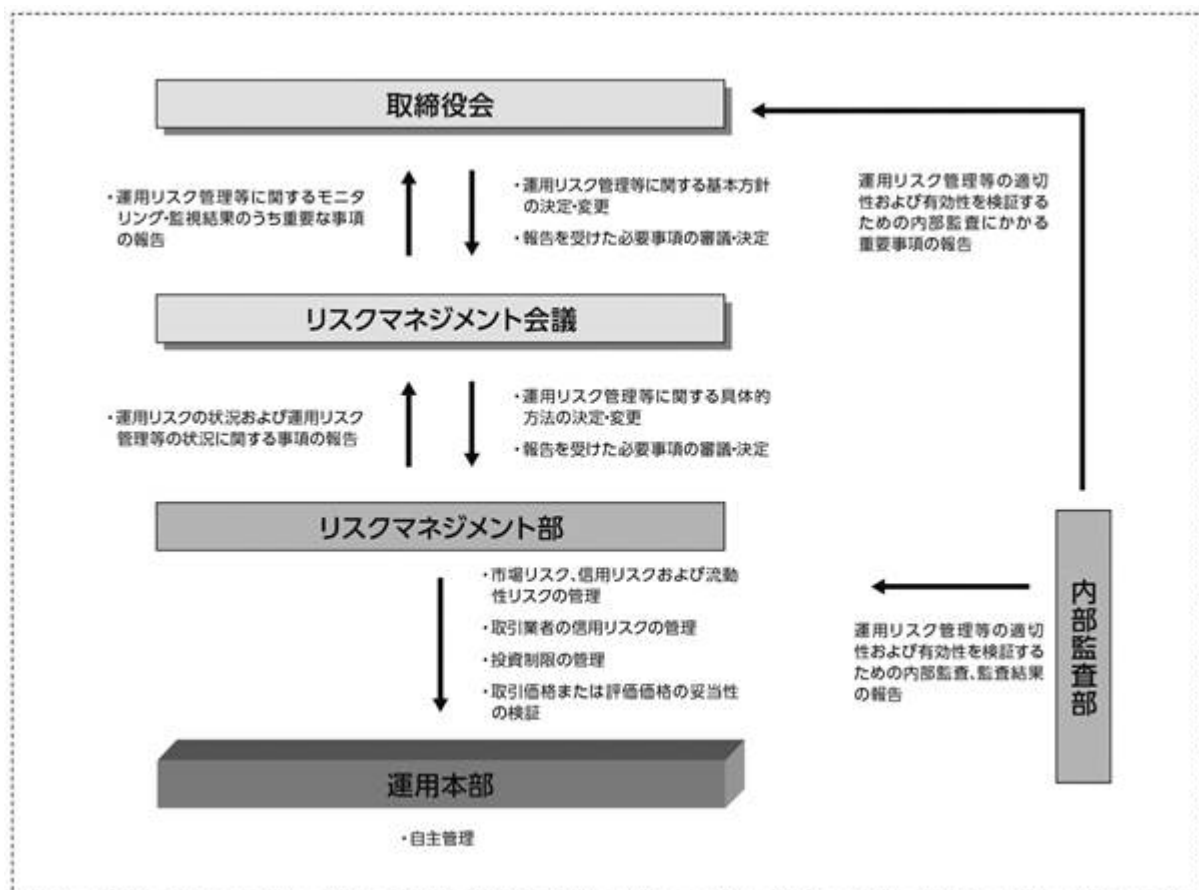 取締役会
・運用リスク管理等に関するモニタ
リング・監視結果のうち重要な事項
の報告
・運用リスク管理等に関する基本方針
の決定・変更
・報告を受けた必要事項の審議・決定
運用リスク管理等の適切
性および有効性を検証する
ための内部監査にかかる
重要事項の報告
リスクマネジメント会議
・運用リスクの状況および運用リスク
管理等の状況に関する事項の報告
・運用リスク管理等に関する具体的
方法の決定・変更
・報告を受けた必要事項の審議・決定
リスクマネジメント部
・市場リスク、信用リスクおよび流動
性リスクの管理
・取引業者の信用リスクの管理
・投資制限の管理
・取引価格または評価価格の妥当性
の検証
運用リスク管理等の適切
性および有効性を検証する
ための内部監査、監査結果
の報告
内部監査部
運用本部
・自主管理